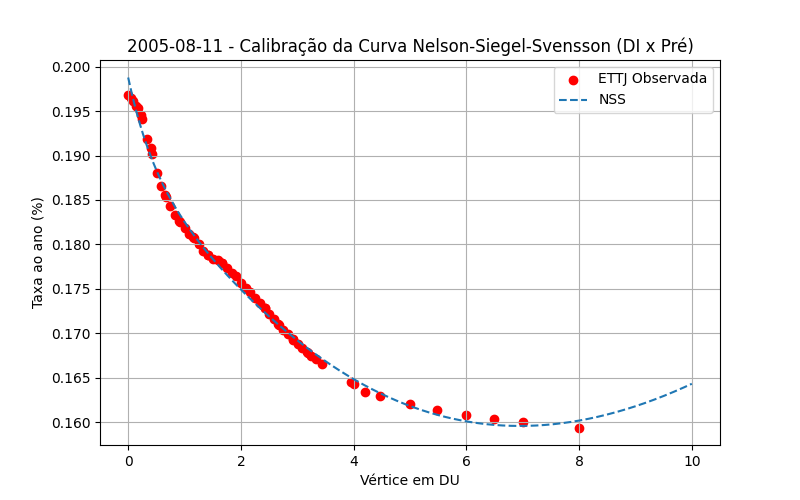 2005-08-11 - Calibração da Curva Nelson-Siegel-Svensson (DI x Pré)
ETTJ Observada
NSS
Taxa ao ano (%)
0.200
0.195
0.190
0.185
0.180
0.175
0.170
0.165
0.160
0 2 4 6 8 10
Vértice em DU